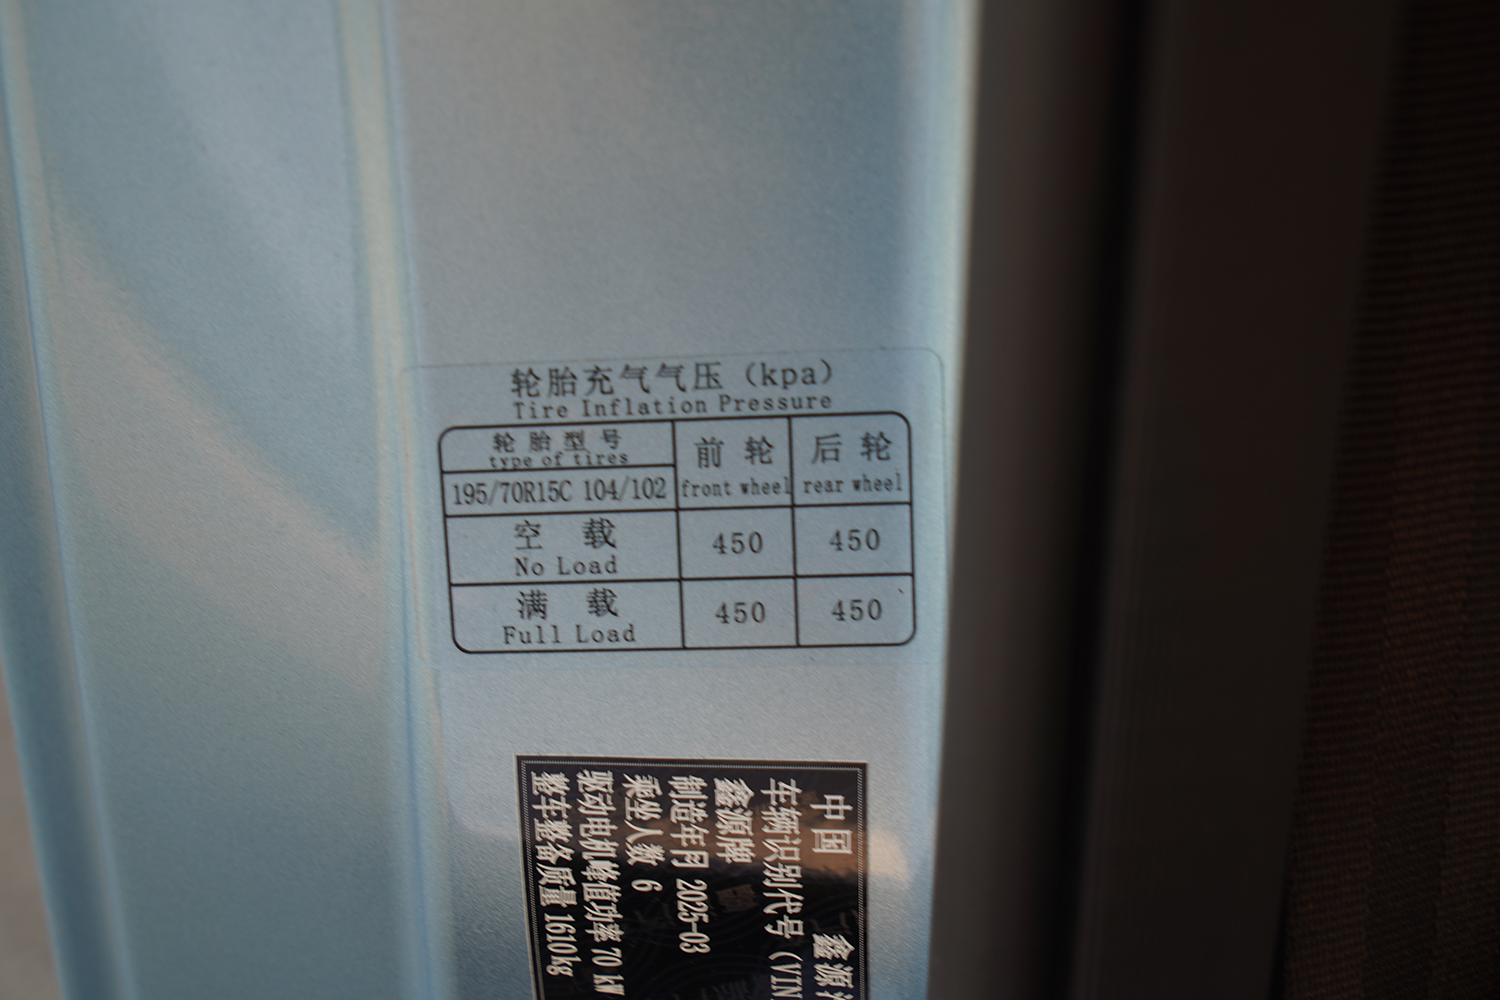 轮胎充气气压（kpa）
Tire Inflation Pressure
轮胎型号
type of tires
195/70R15C 104/102
前轮
front wheel
后轮
rear wheel
空载
No Load
450
450
满载
Full Load
450
450
中国 鑫源
车辆识别代号（VIN
鑫源牌
制造年月 2025-03
乘坐人数 6
驱动电机峰值功率 70 kW
整车整备质量 1610kg